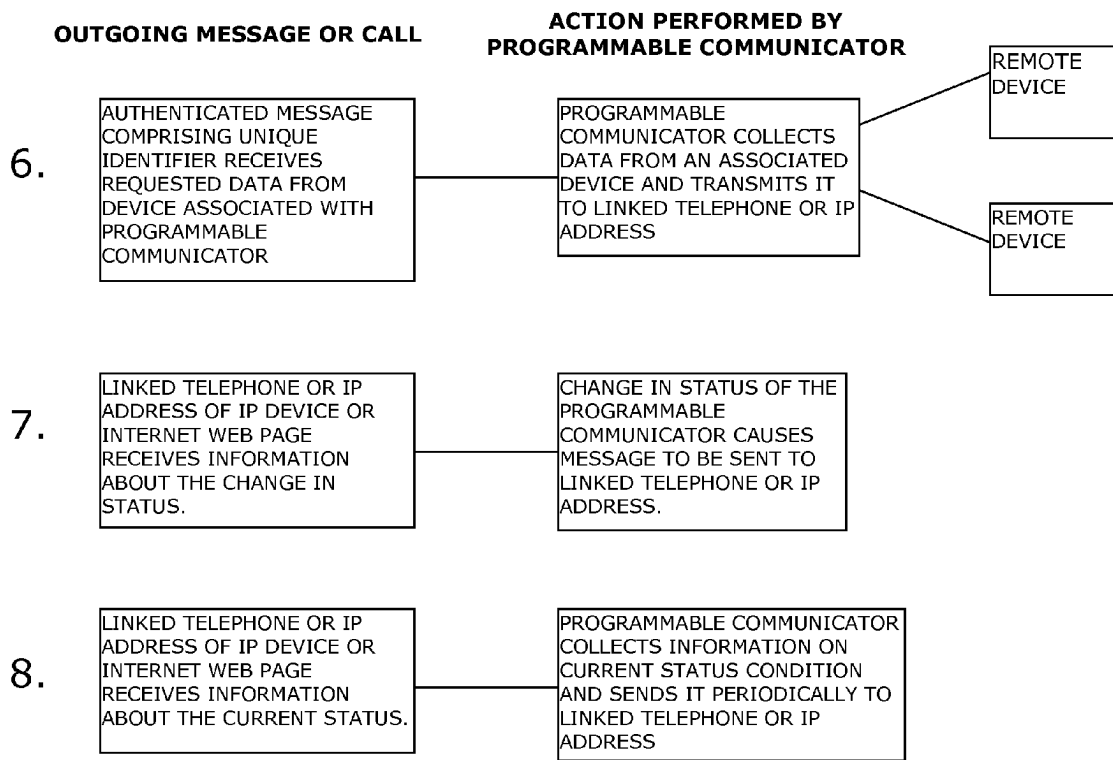 OUTGOING MESSAGE OR CALL
ACTION PERFORMED BY
PROGRAMMABLE COMMUNICATOR
6.
AUTHENTICATED MESSAGE
COMPRISING UNIQUE
IDENTIFIER RECEIVES
REQUESTED DATA FROM
DEVICE ASSOCIATED WITH
PROGRAMMABLE
COMMUNICATOR
PROGRAMMABLE
COMMUNICATOR COLLECTS
DATA FROM AN ASSOCIATED
DEVICE AND TRANSMITS IT
TO LINKED TELEPHONE OR IP
ADDRESS
REMOTE
DEVICE
REMOTE
DEVICE
7.
LINKED TELEPHONE OR IP
ADDRESS OF IP DEVICE OR
INTERNET WEB PAGE
RECEIVES INFORMATION
ABOUT THE CHANGE IN
STATUS.
CHANGE IN STATUS OF THE
PROGRAMMABLE
COMMUNICATOR CAUSES
MESSAGE TO BE SENT TO
LINKED TELEPHONE OR IP
ADDRESS.
8.
LINKED TELEPHONE OR IP
ADDRESS OF IP DEVICE OR
INTERNET WEB PAGE
RECEIVES INFORMATION
ABOUT THE CURRENT STATUS.
PROGRAMMABLE COMMUNICATOR
COLLECTS INFORMATION ON
CURRENT STATUS CONDITION
AND SENDS IT PERIODICALLY TO
LINKED TELEPHONE OR IP
ADDRESS